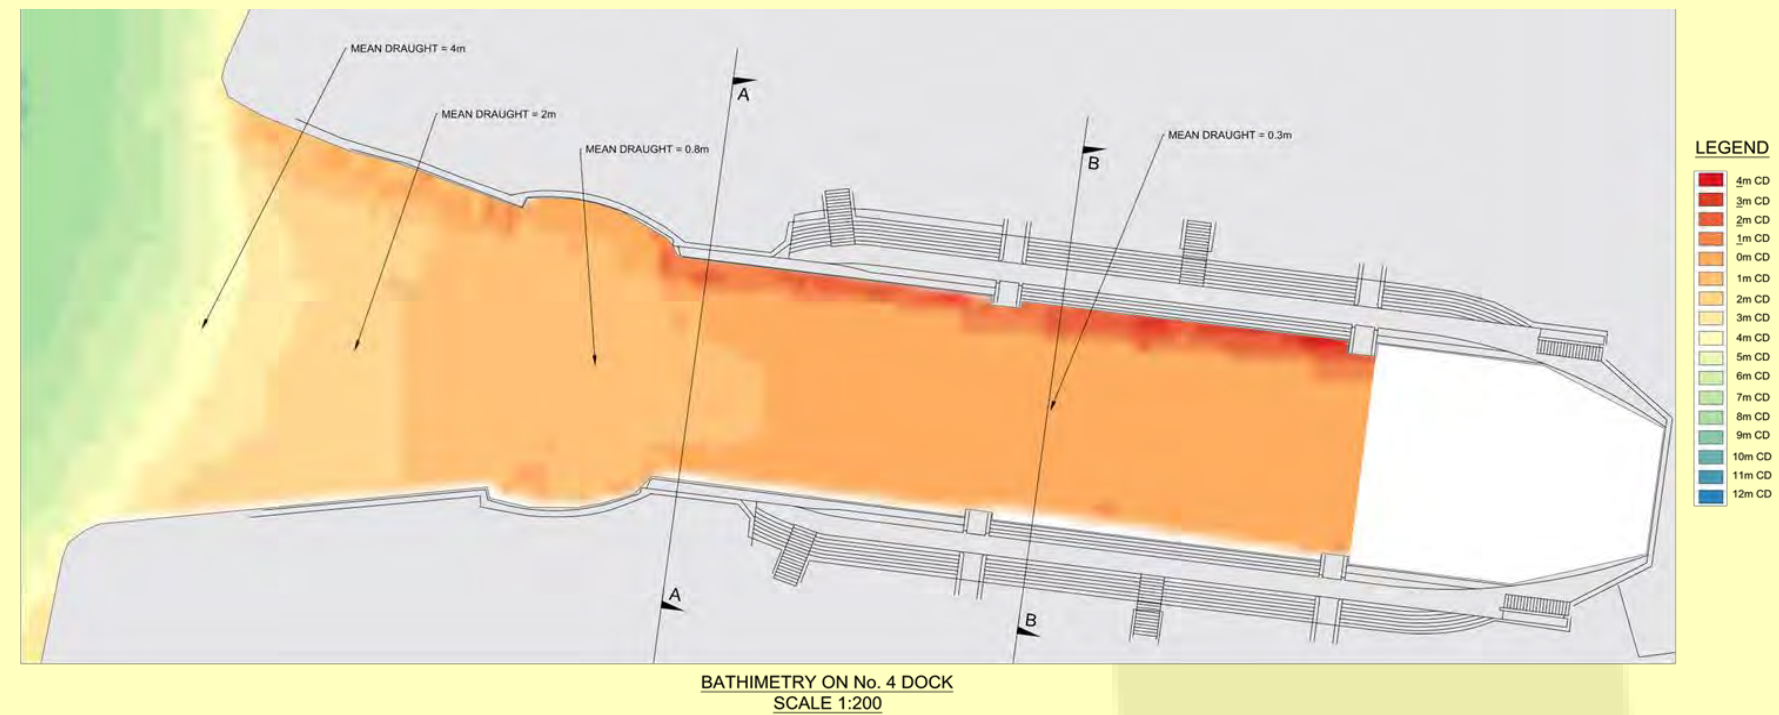 MEAN DRAUGHT = 4m
MEAN DRAUGHT = 2m
MEAN DRAUGHT = 0.8m
A
B
MEAN DRAUGHT = 0.3m
A
B
LEGEND
4m CD
3m CD
2m CD
1m CD
0m CD
1m CD
2m CD
3m CD
4m CD
5m CD
6m CD
7m CD
8m CD
9m CD
10m CD
11m CD
12m CD
BATHIMETRY ON No. 4 DOCK
SCALE 1:200